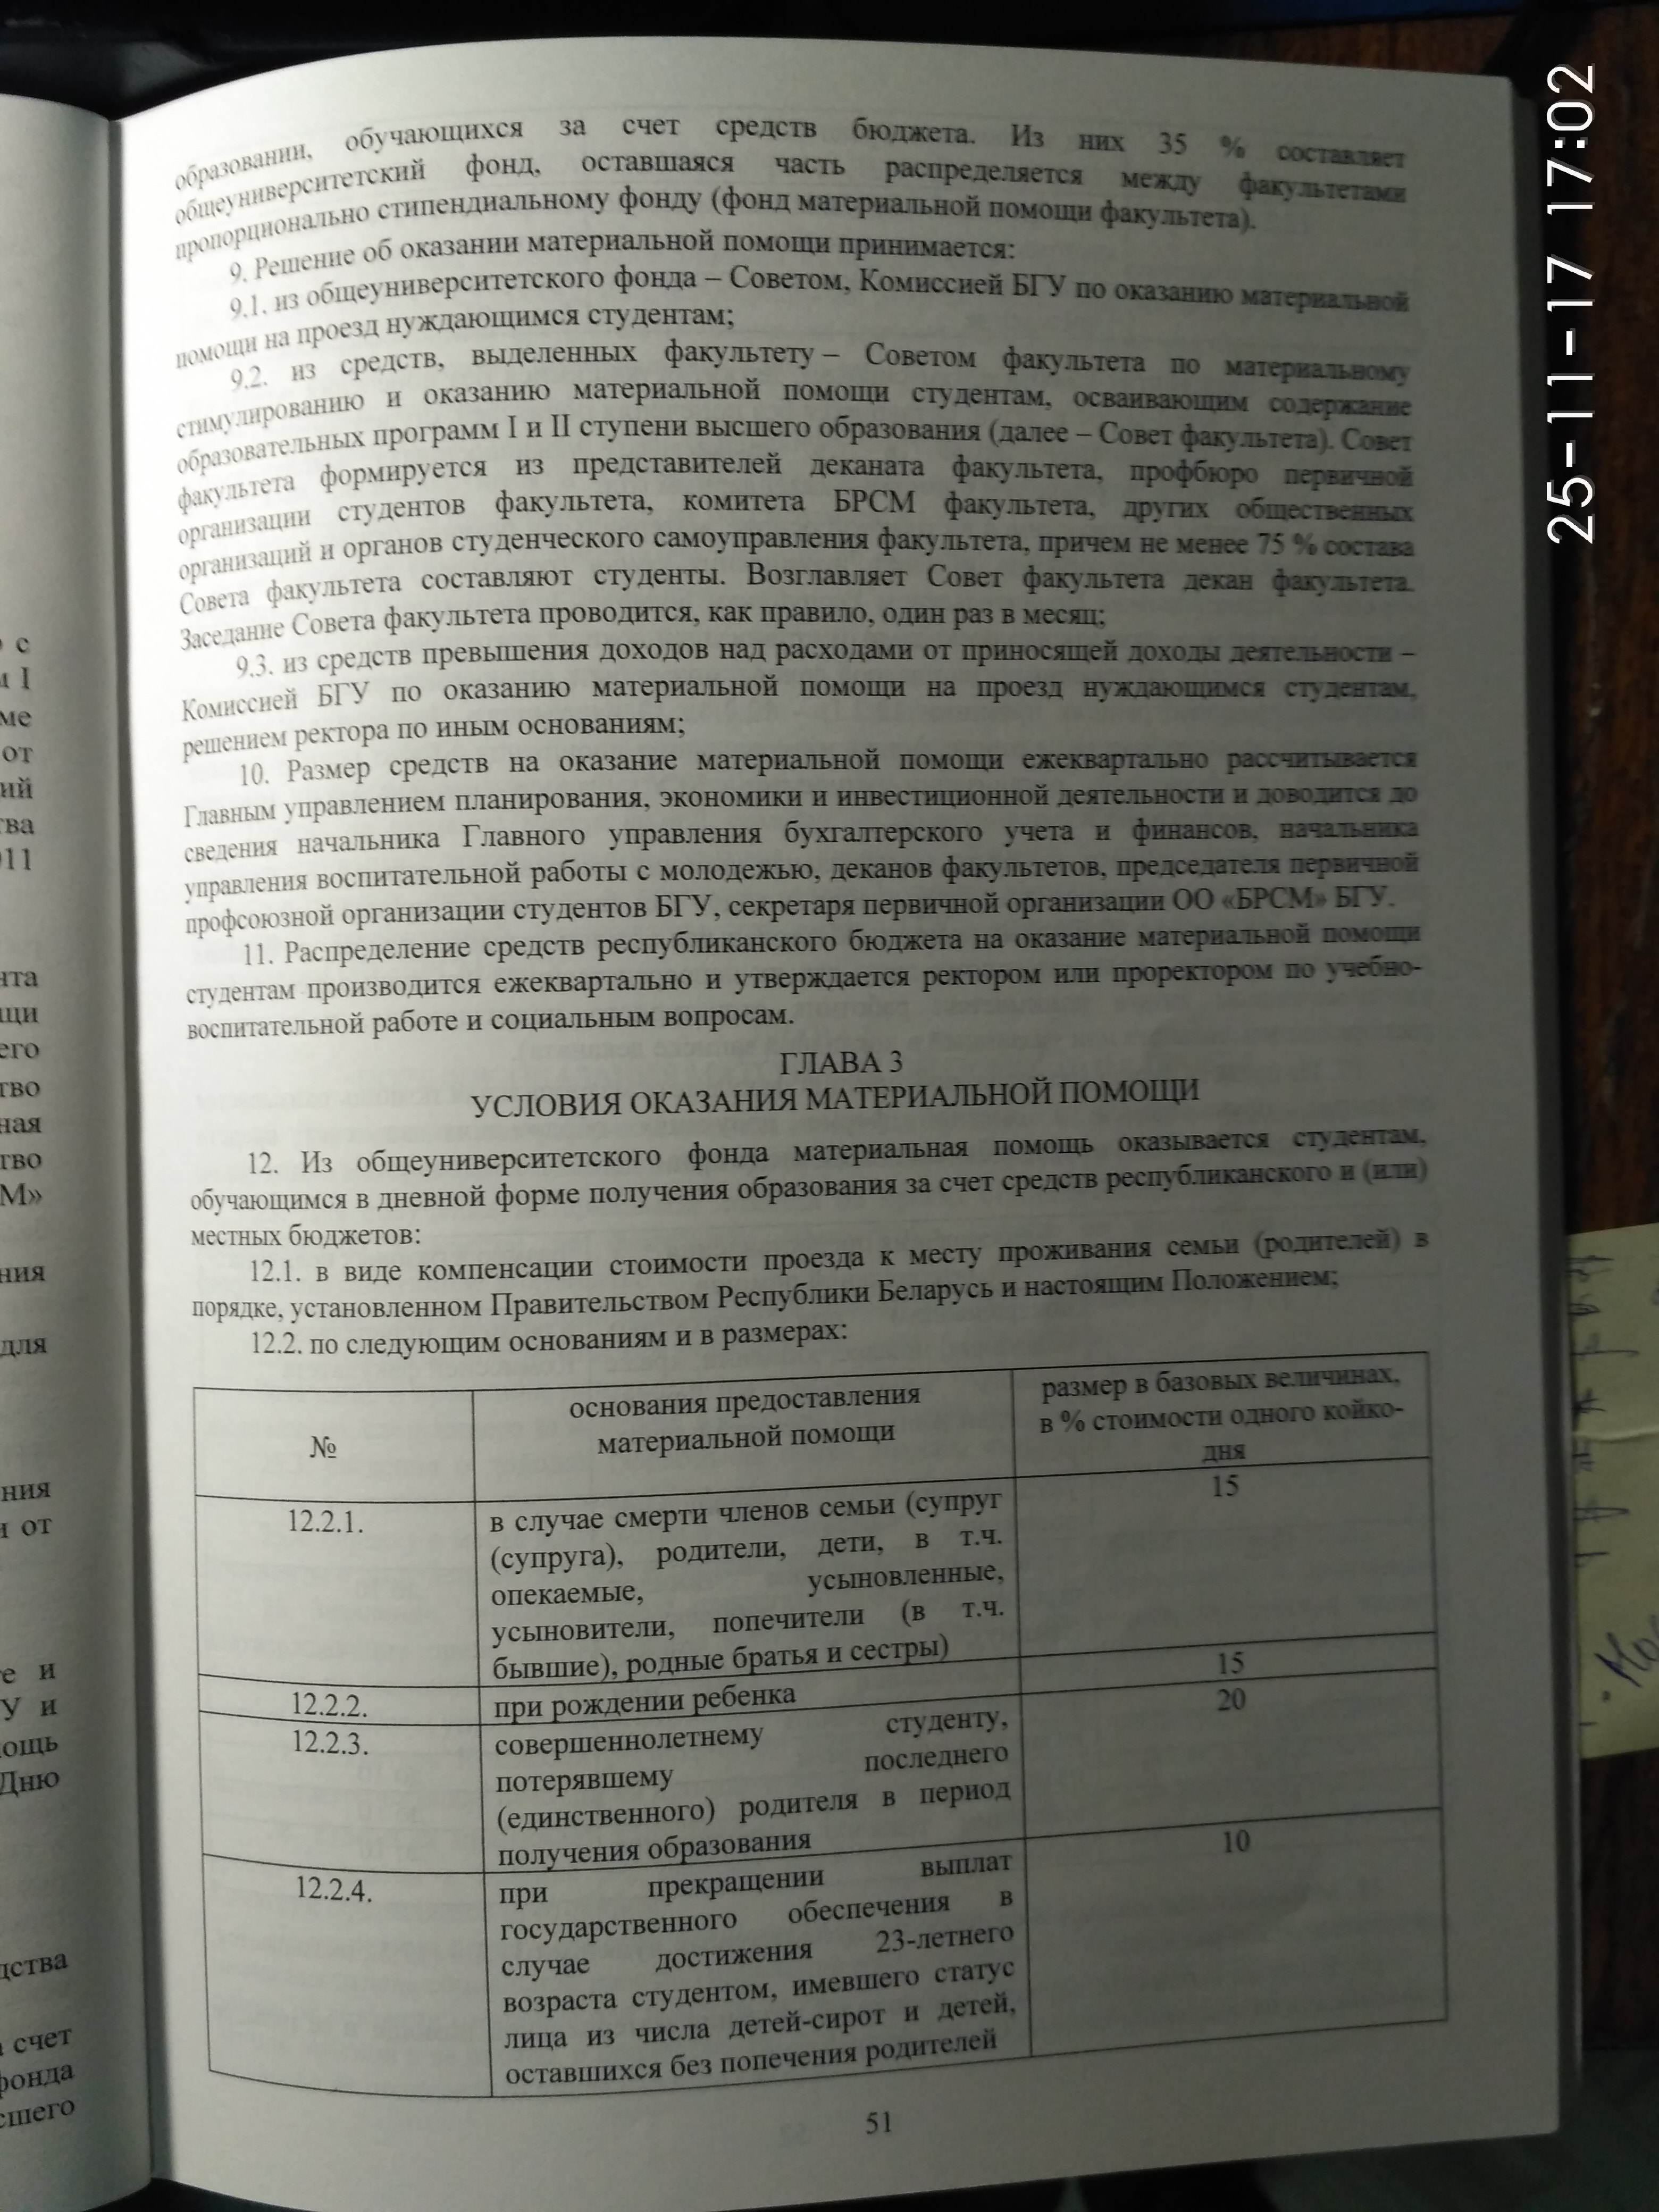 образовании, обучающихся за счет средств бюджета. Из них 35 % составляет
общеуниверситетский фонд, оставшаяся часть распределяется между факультетами
пропорционально стипендиальному фонду (фонд материальной помощи факультета).
9. Решение об оказании материальной помощи принимается:
9.1. из общеуниверситетского фонда – Советом, Комиссией БГУ по оказанию материальной
помощи на проезд нуждающимся студентам;
9.2. из средств, выделенных факультету – Советом факультета по материальному
стимулированию и оказанию материальной помощи студентам, осваивающим содержание
образовательных программ I и II ступени высшего образования (далее – Совет факультета). Совет
факультета формируется из представителей деканата факультета, профбюро первичной
организации студентов факультета, комитета БРСМ факультета, других общественных
организаций и органов студенческого самоуправления факультета, причем не менее 75 % состава
Совета факультета составляют студенты. Возглавляет Совет факультета декан факультета.
Заседание Совета факультета проводится, как правило, один раз в месяц;
9.3. из средств превышения доходов над расходами от приносящей доходы деятельности –
Комиссией БГУ по оказанию материальной помощи на проезд нуждающимся студентам,
решением ректора по иным основаниям;
10. Размер средств на оказание материальной помощи ежеквартально рассчитывается
Главным управлением планирования, экономики и инвестиционной деятельности и доводится до
сведения начальника Главного управления бухгалтерского учета и финансов, начальника
управления воспитательной работы с молодежью, деканов факультетов, председателя первичной
профсоюзной организации студентов БГУ, секретаря первичной организации ОО «БРСМ» БГУ.
11. Распределение средств республиканского бюджета на оказание материальной помощи
студентам производится ежеквартально и утверждается ректором или проректором по учебно-
воспитательной работе и социальным вопросам.
ГЛАВА 3
УСЛОВИЯ ОКАЗАНИЯ МАТЕРИАЛЬНОЙ ПОМОЩИ
12. Из общеуниверситетского фонда материальная помощь оказывается студентам,
обучающимся в дневной форме получения образования за счет средств республиканского и (или)
местных бюджетов:
12.1. в виде компенсации стоимости проезда к месту проживания семьи (родителей) в
порядке, установленном Правительством Республики Беларусь и настоящим Положением;
12.2. по следующим основаниям и в размерах:
№
основания предоставления
материальной помощи
размер в базовых величинах,
в % стоимости одного койко-
дня
12.2.1.
в случае смерти членов семьи (супруг
(супруга), родители, дети, в т.ч.
опекаемые, усыновленные,
усыновители, попечители (в т.ч.
бывшие), родные братья и сестры)
15
12.2.2.
при рождении ребенка
15
12.2.3.
совершеннолетнему студенту,
потерявшему последнего
(единственного) родителя в период
получения образования
20
12.2.4.
при прекращении выплат
государственного обеспечения в
случае достижения 23-летнего
возраста студентом, имевшего статус
лица из числа детей-сирот и детей,
оставшихся без попечения родителей
10
51
25-11-17 17:02